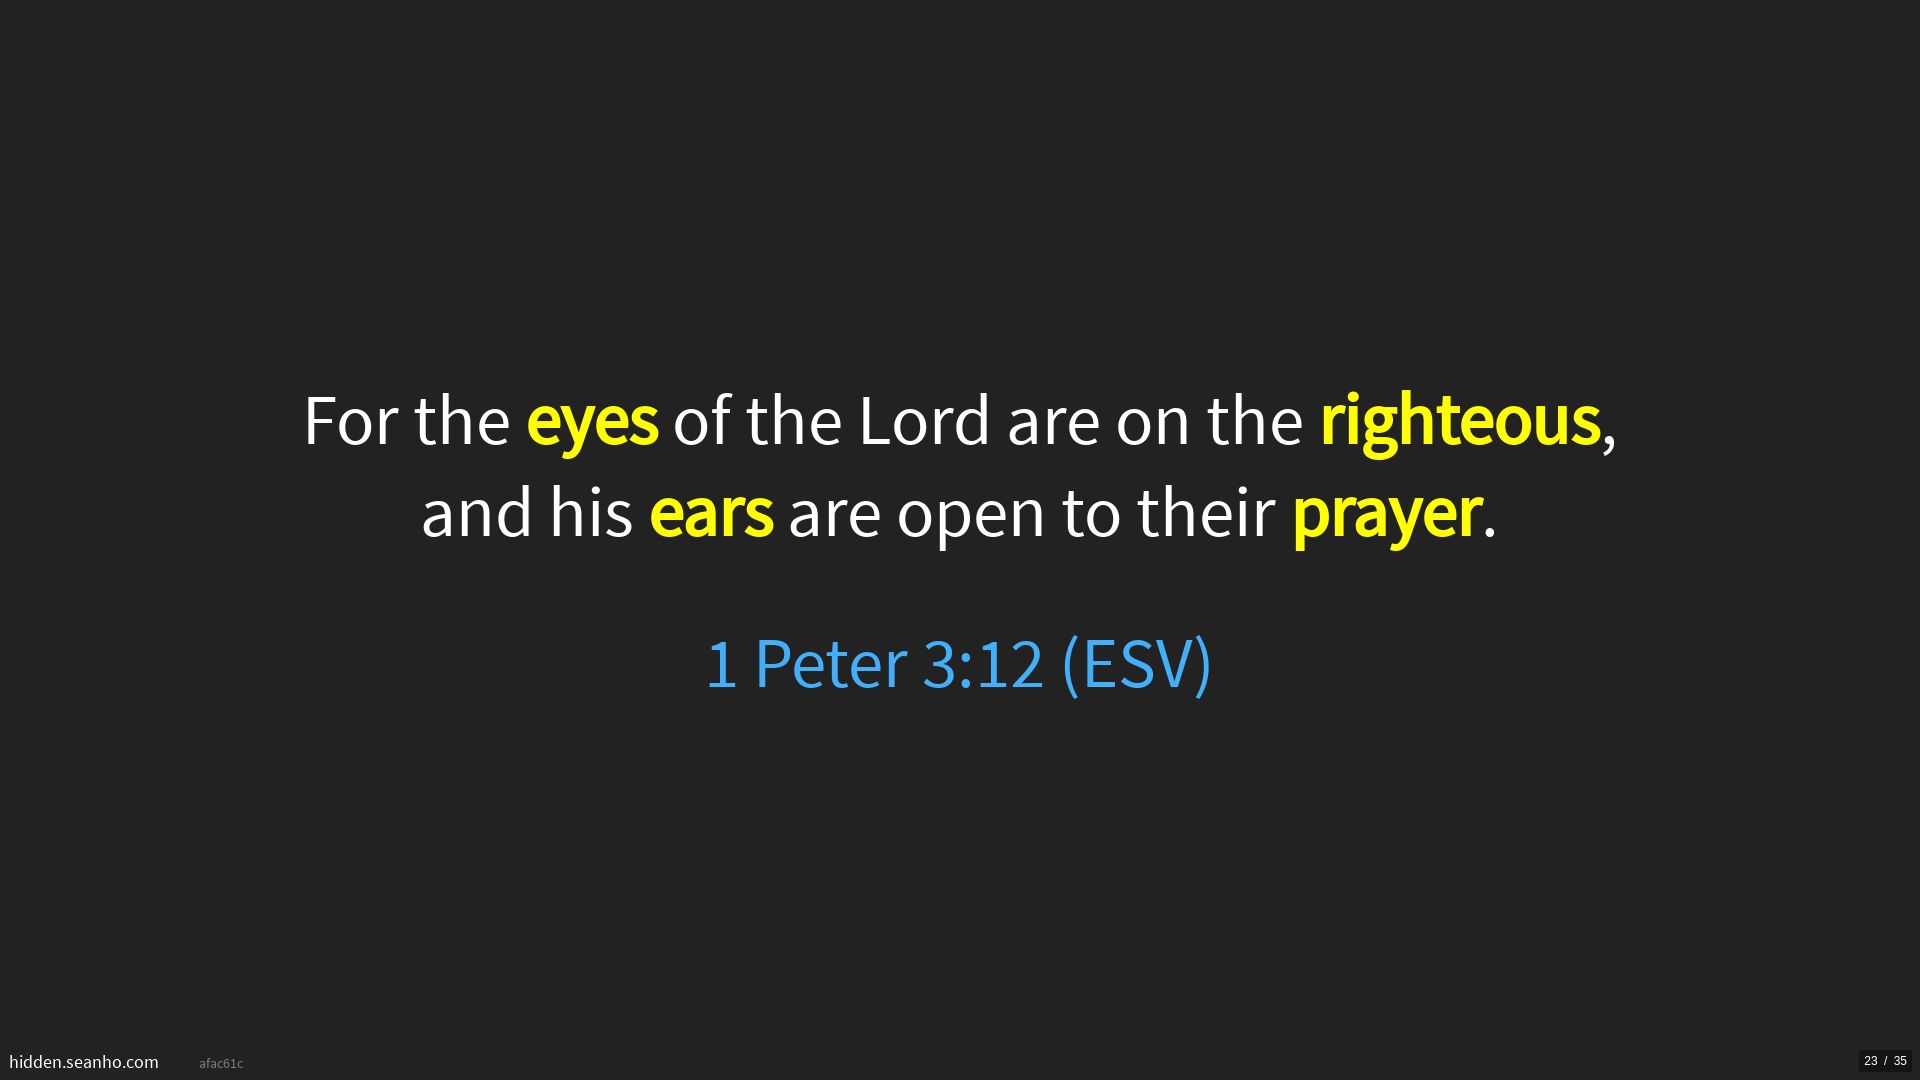 For the eyes of the Lord are on the righteous,
and his ears are open to their prayer.
1 Peter 3:12 (ESV)
hidden.seanho.com afac61c
23 / 35